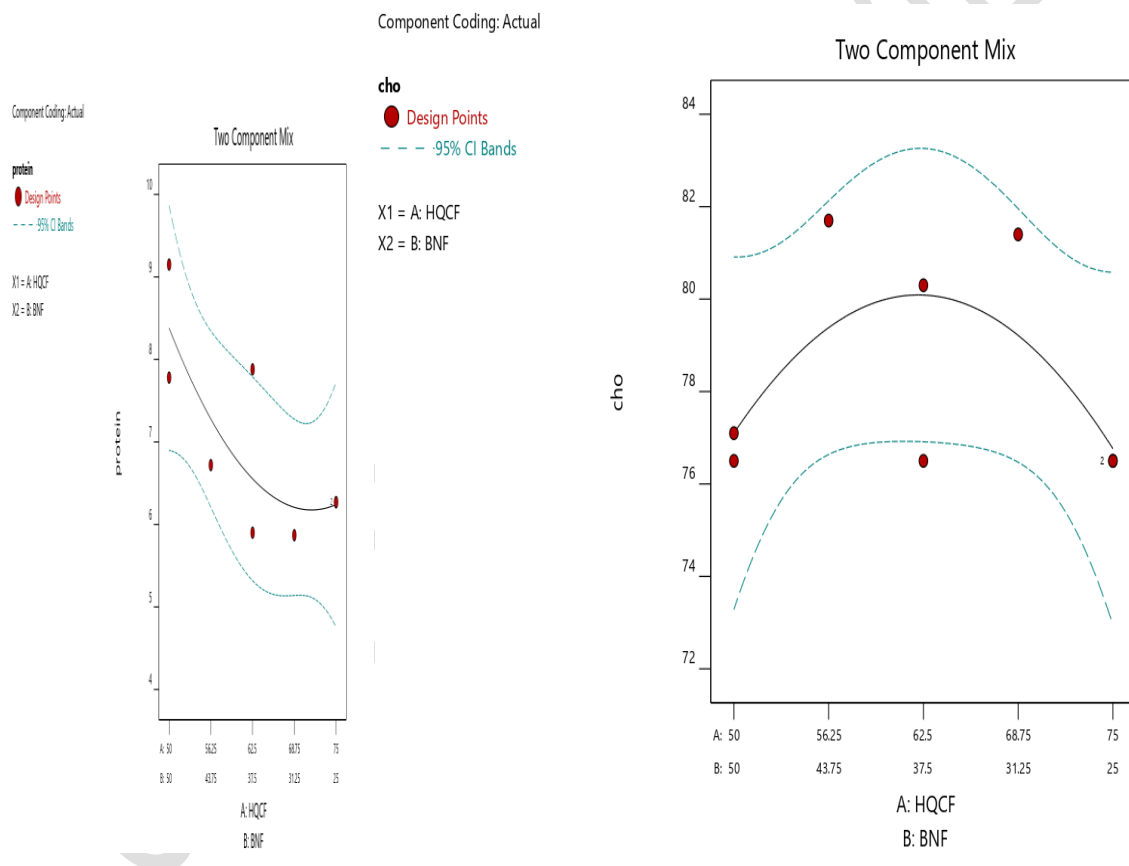 Component Coding: Actual
protein
Design Points
95% CI Bands
X1 = A: HQCF
X2 = B: BNF
Two Component Mix
10
9
8
7
6
5
4
protein
2
A: 50 56.25 62.5 68.75 75
B: 50 43.75 37.5 31.25 25
A: HQCF
B: BNF
Component Coding: Actual
cho
Design Points
95% CI Bands
X1 = A: HQCF
X2 = B: BNF
Two Component Mix
84
82
80
78
76
74
72
cho
2
A: 50 56.25 62.5 68.75 75
B: 50 43.75 37.5 31.25 25
A: HQCF
B: BNF